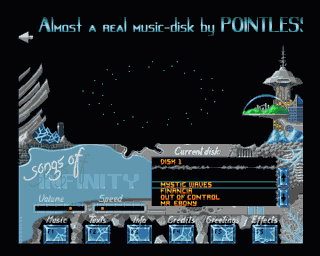 Almost a real music-disk by POINTLESS
Current disk:
DISK 1
songs of
INFINITY
MYSTIC WAVES
FINANCIA
OUT OF CONTROL
MR EBONY
Volume Speed
Music Texts Info Credits Greetings Effects